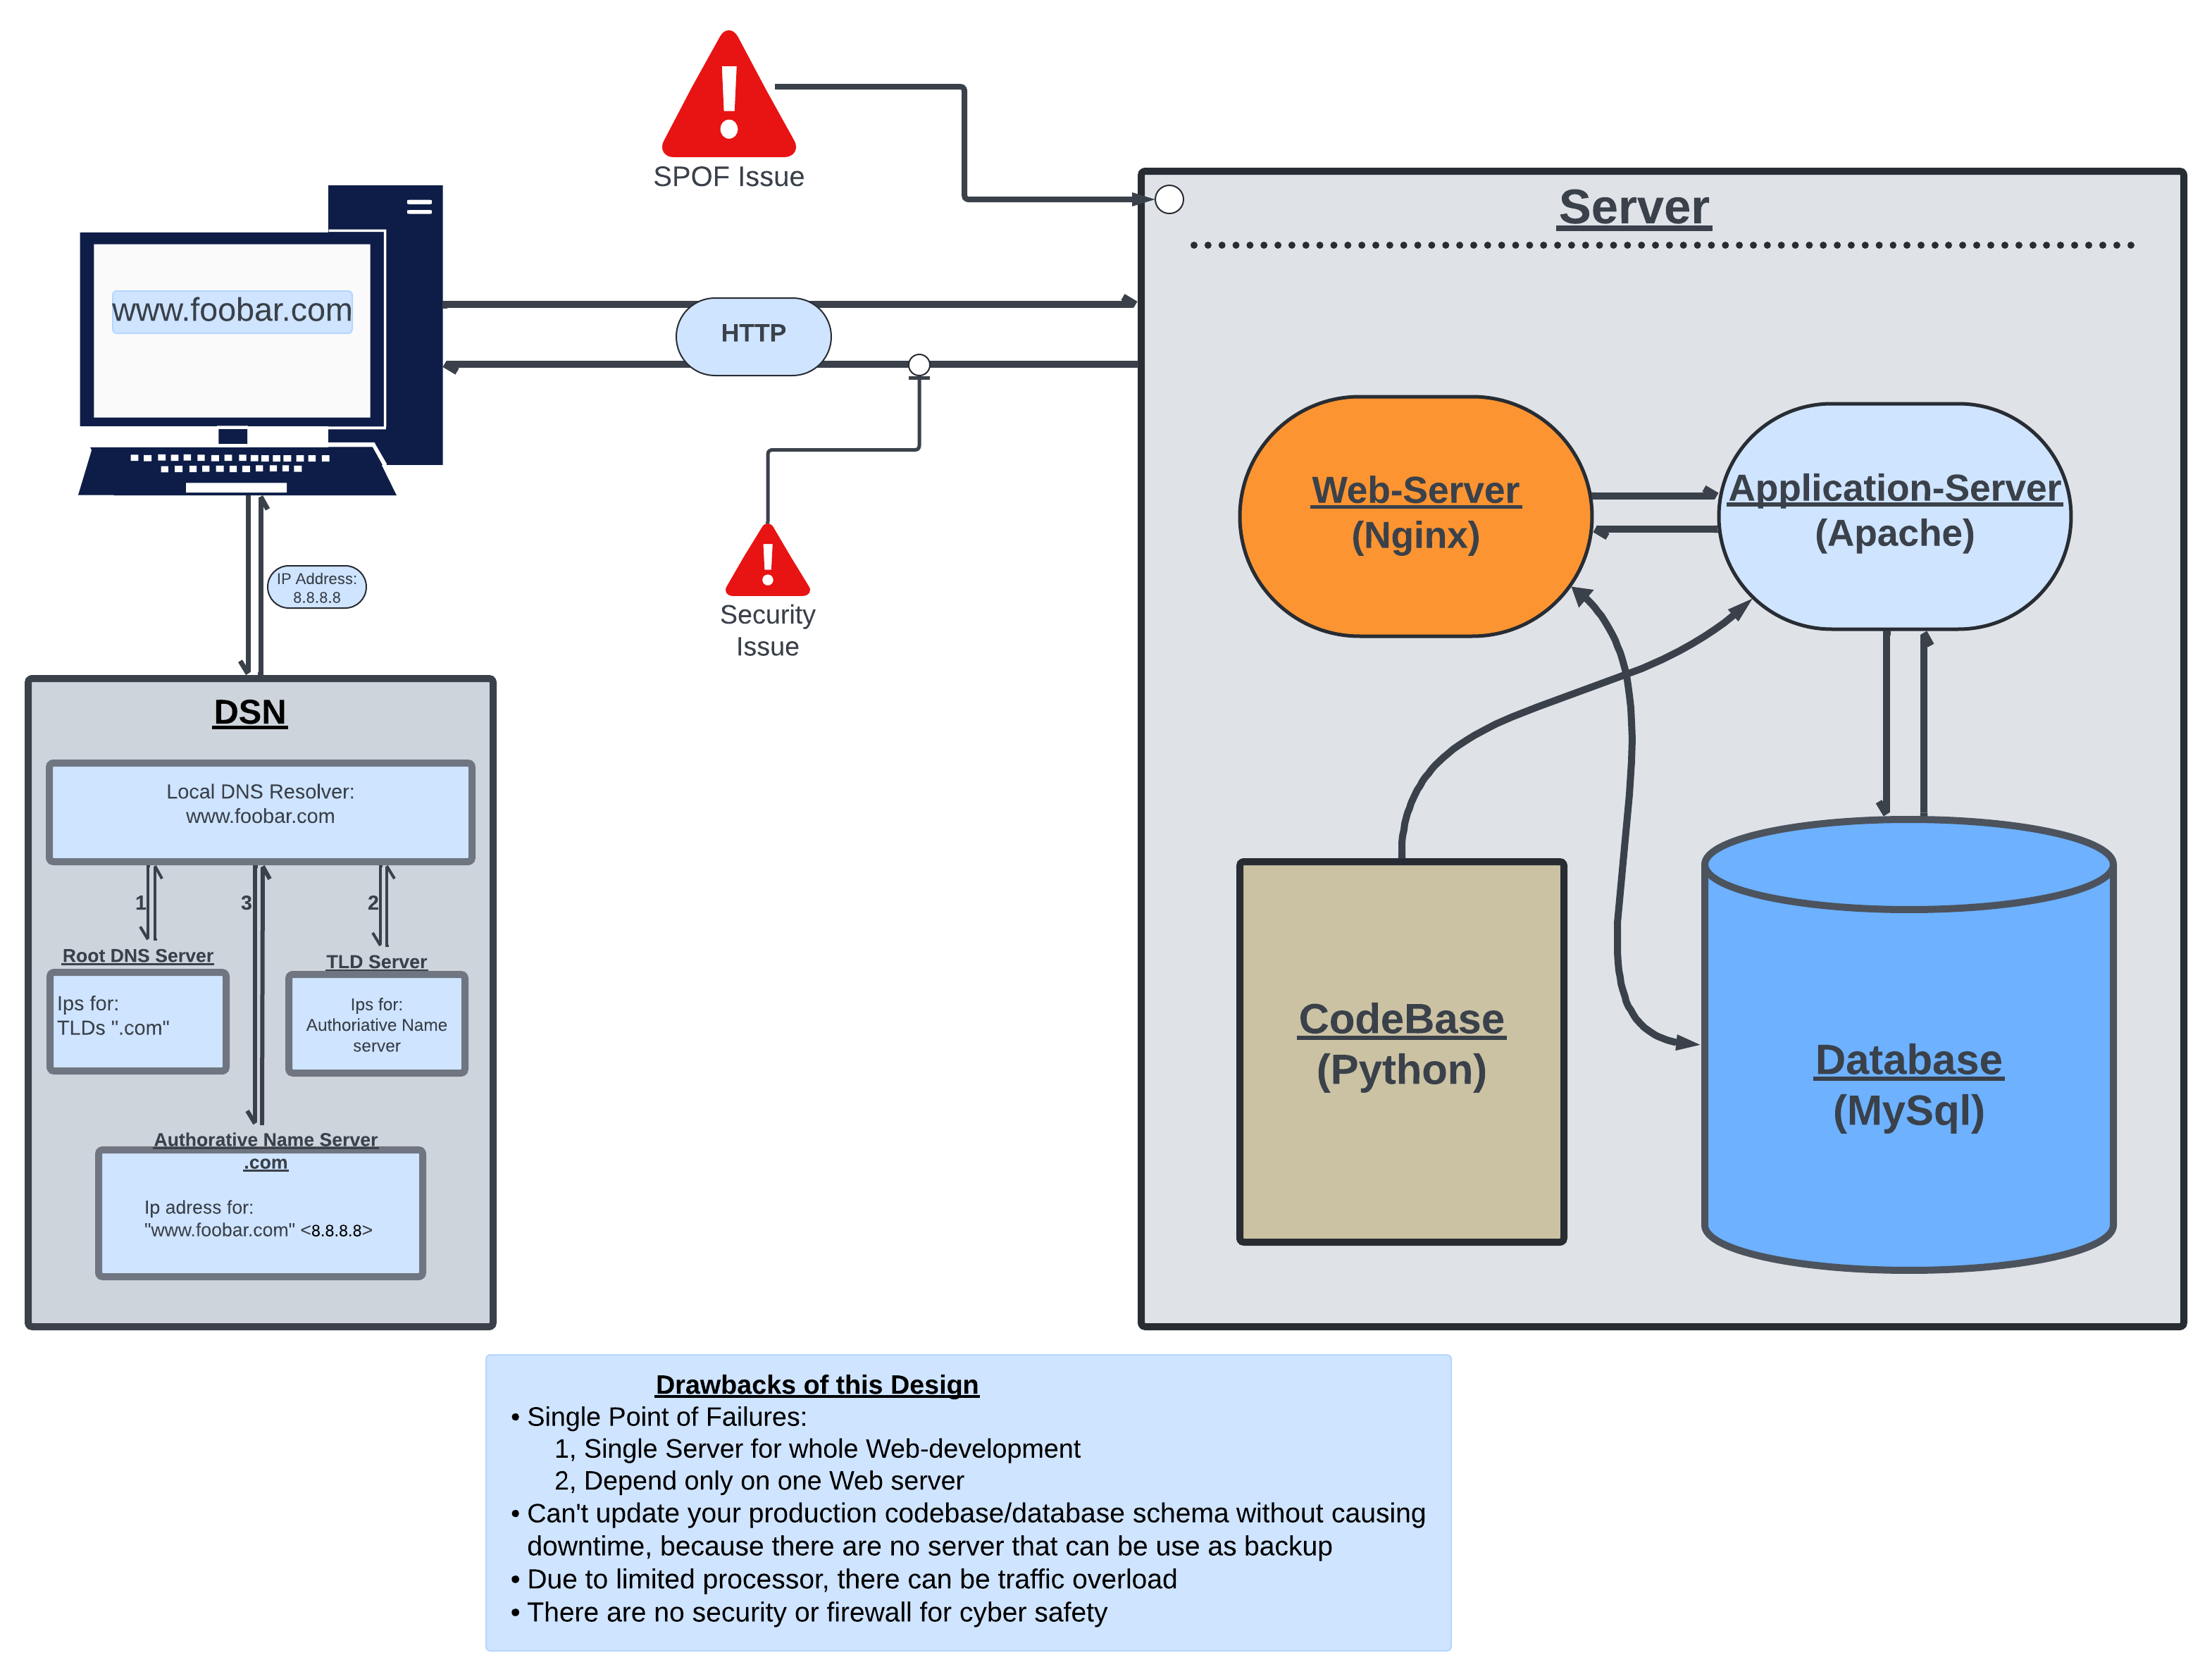 SPOF Issue
Server
www.foobar.com
HTTP
Web-Server
(Nginx)
Application-Server
(Apache)
IP Address:
8.8.8.8
Security
Issue
DSN
Local DNS Resolver:
www.foobar.com
1
3
2
Root DNS Server
Ips for:
TLDs ".com"
TLD Server
Ips for:
Authoriative Name
server
Authorative Name Server
.com
Ip adress for:
"www.foobar.com" <8.8.8.8>
CodeBase
(Python)
Database
(MySql)
Drawbacks of this Design
• Single Point of Failures:
1, Single Server for whole Web-development
2, Depend only on one Web server
• Can't update your production codebase/database schema without causing
downtime, because there are no server that can be use as backup
• Due to limited processor, there can be traffic overload
• There are no security or firewall for cyber safety